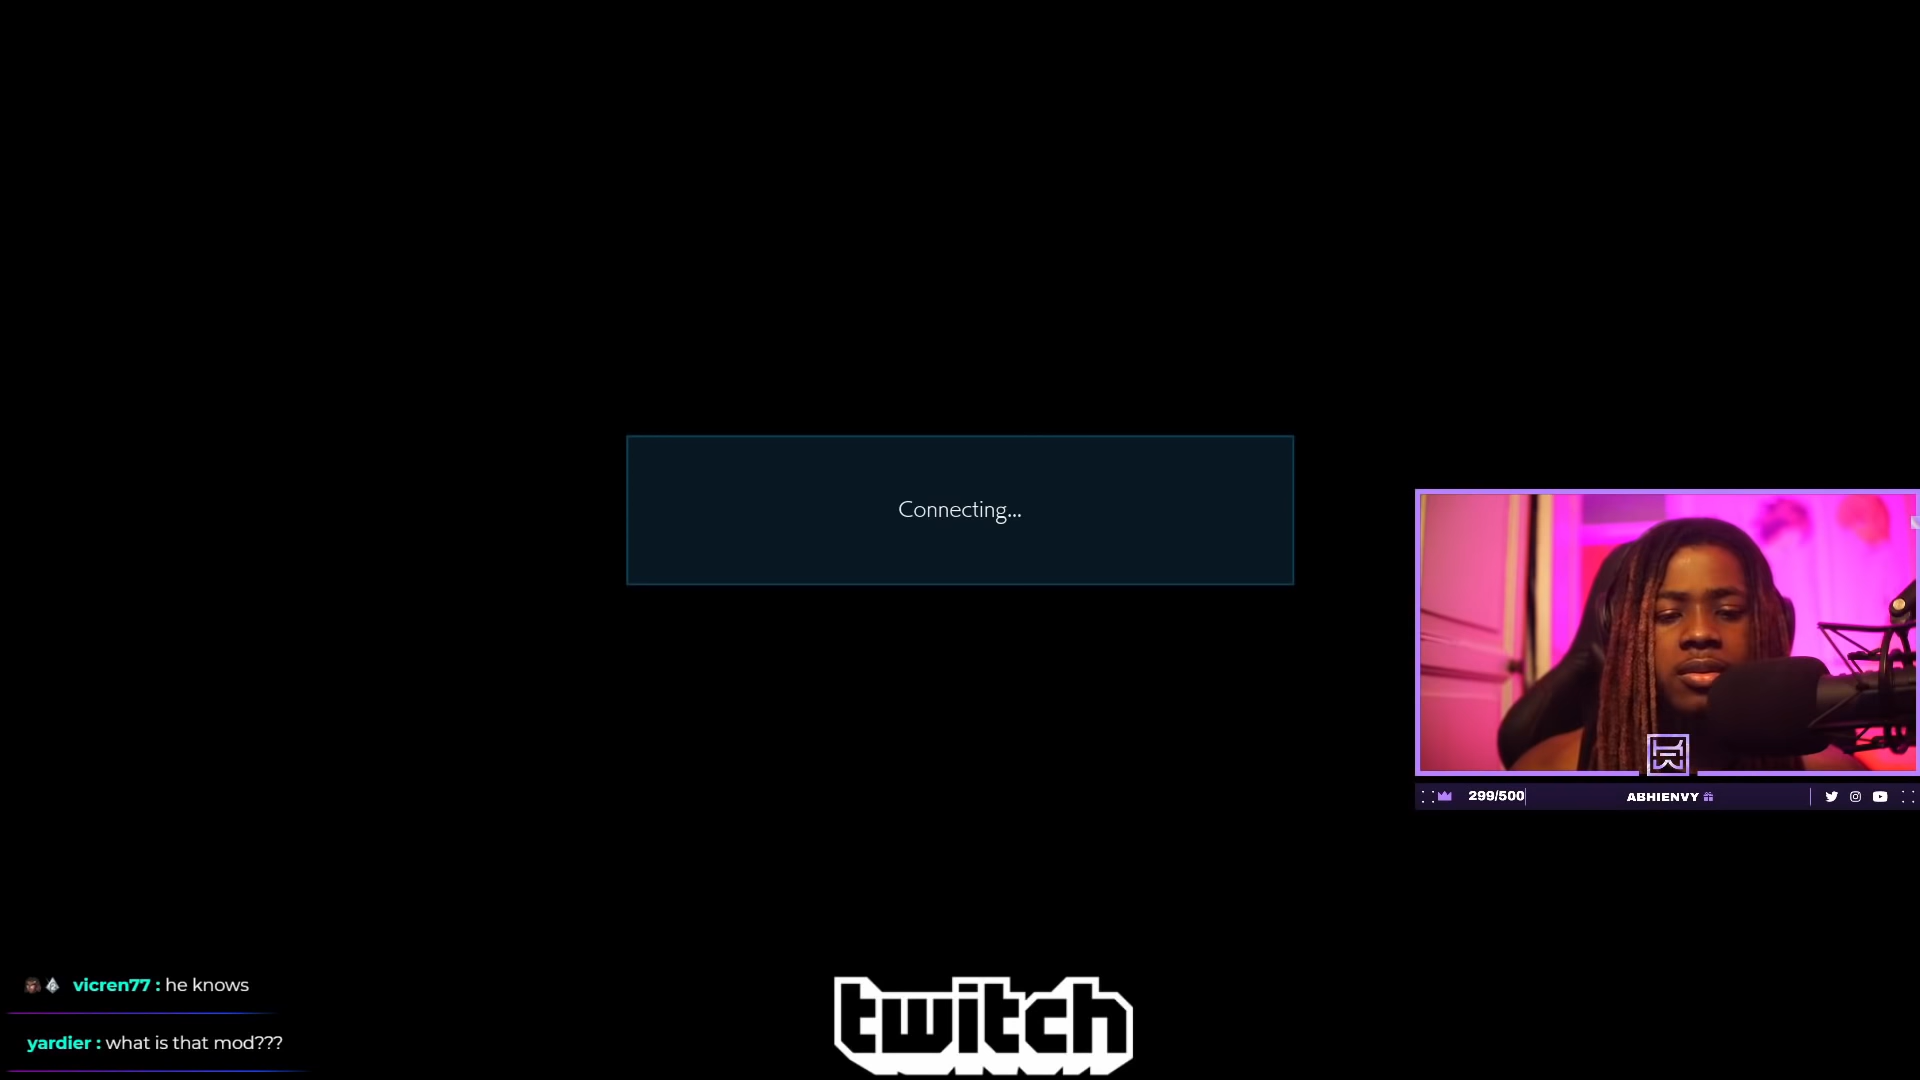 Connecting...
299/500
ABHIENVY
vicren77 : he knows
yardier : what is that mod???
twitch